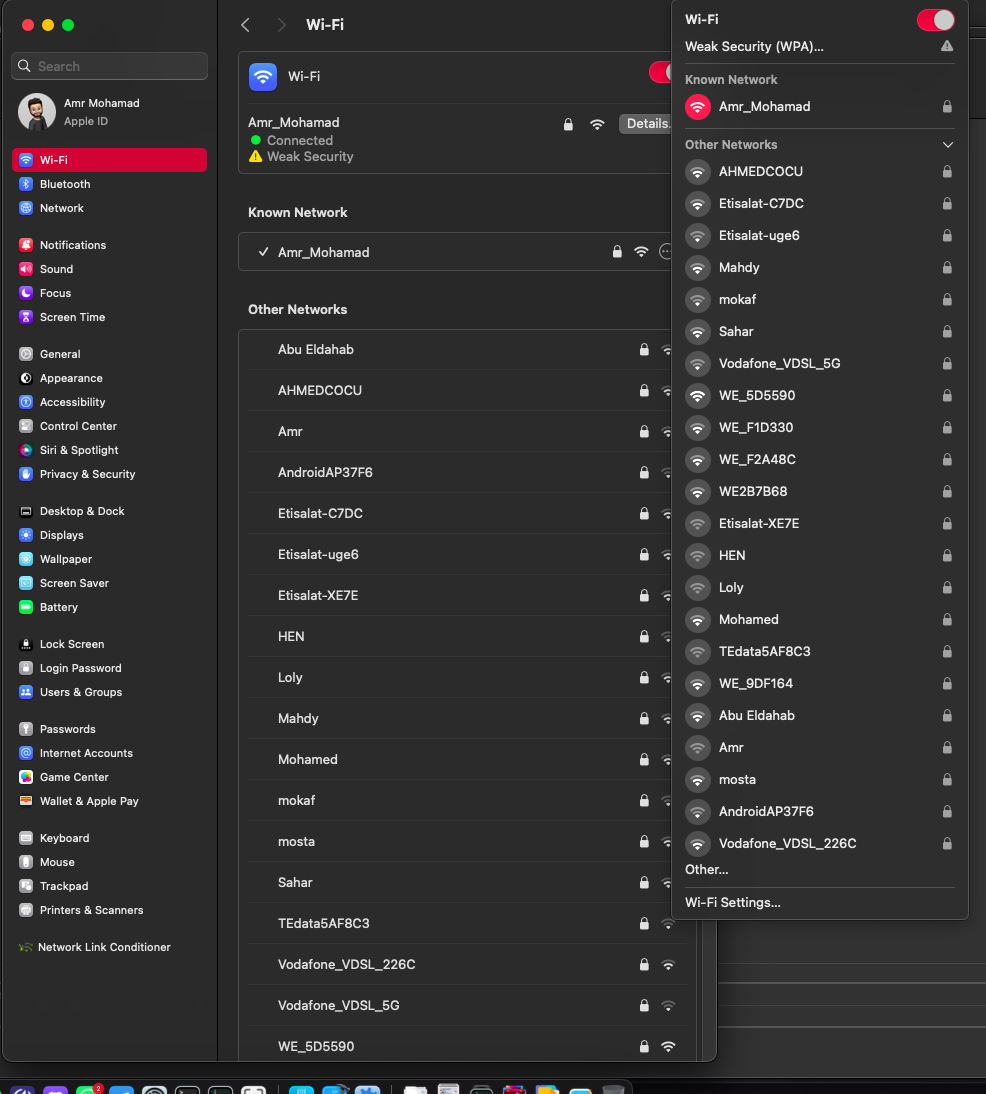 Wi-Fi
Search
Amr Mohamad
Apple ID
Wi-Fi
Bluetooth
Network
Notifications
Sound
Focus
Screen Time
General
Appearance
Accessibility
Control Center
Siri & Spotlight
Privacy & Security
Desktop & Dock
Displays
Wallpaper
Screen Saver
Battery
Lock Screen
Login Password
Users & Groups
Passwords
Internet Accounts
Game Center
Wallet & Apple Pay
Keyboard
Mouse
Trackpad
Printers & Scanners
Network Link Conditioner
Wi-Fi
Amr_Mohamad
Connected
Weak Security
Details.
Known Network
Amr_Mohamad
Other Networks
Abu Eldahab
AHMEDCOCU
Amr
AndroidAP37F6
Etisalat-C7DC
Etisalat-uge6
Etisalat-XE7E
HEN
Loly
Mahdy
Mohamed
mokaf
mosta
Sahar
TEdata5AF8C3
Vodafone_VDSL_226C
Vodafone_VDSL_5G
WE_5D5590
Wi-Fi
Weak Security (WPA)...
Known Network
Amr_Mohamad
Other Networks
AHMEDCOCU
Etisalat-C7DC
Etisalat-uge6
Mahdy
mokaf
Sahar
Vodafone_VDSL_5G
WE_5D5590
WE_F1D330
WE_F2A48C
WE2B7B68
Etisalat-XE7E
HEN
Loly
Mohamed
TEdata5AF8C3
WE_9DF164
Abu Eldahab
Amr
mosta
AndroidAP37F6
Vodafone_VDSL_226C
Other...
Wi-Fi Settings...
2